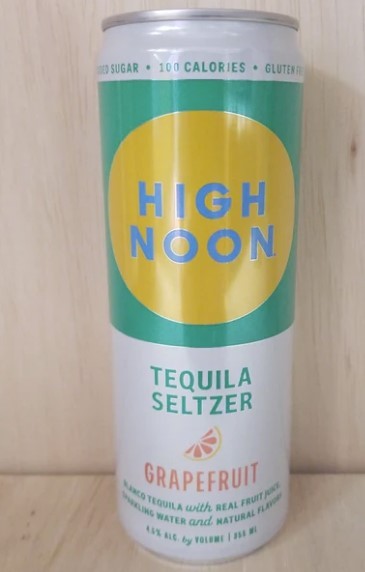 SUGAR • 100 CALORIES • GLUTEN
HIGH
NOON
TEQUILA
SELTZER
GRAPEFRUIT
BLANCO TEQUILA with REAL FRUIT JUICE,
SPARKLING WATER and NATURAL FLAVORS
4.5% ALC. by VOLUME | 355 ML